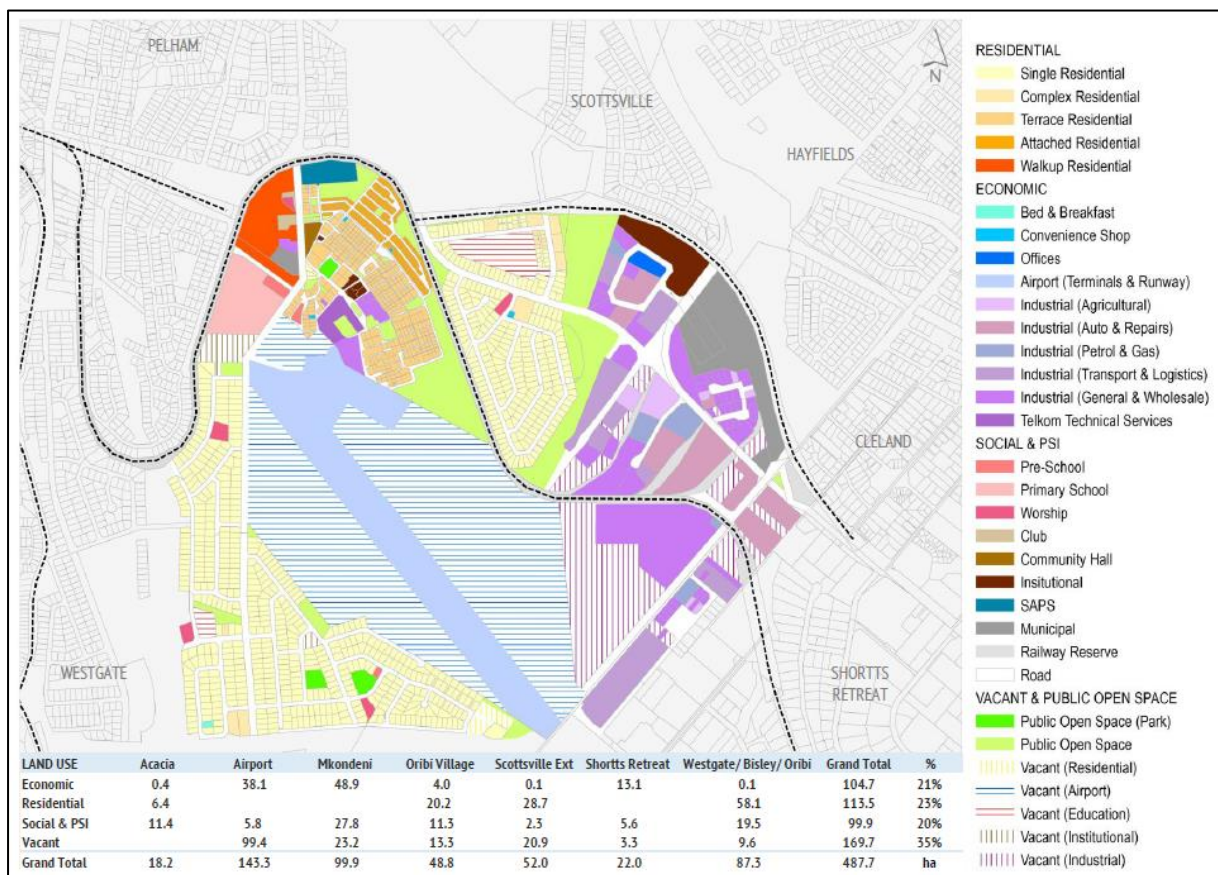 PELHAM
SCOTTSVILLE
HAYFIELDS
CLELAND
WESTGATE
SHORTTS
RETREAT
N
RESIDENTIAL
Single Residential
Complex Residential
Terrace Residential
Attached Residential
Walkup Residential
ECONOMIC
Bed & Breakfast
Convenience Shop
Offices
Airport (Terminals & Runway)
Industrial (Agricultural)
Industrial (Auto & Repairs)
Industrial (Petrol & Gas)
Industrial (Transport & Logistics)
Industrial (General & Wholesale)
Telkom Technical Services
SOCIAL & PSI
Pre-School
Primary School
Worship
Club
Community Hall
Insitutional
SAPS
Municipal
Railway Reserve
Road
VACANT & PUBLIC OPEN SPACE
Public Open Space (Park)
Public Open Space
Vacant (Residential)
Vacant (Airport)
Vacant (Education)
Vacant (Institutional)
Vacant (Industrial)
LAND USE Acacia Airport Mkondeni Oribi Village Scottsville Ext Shortts Retreat Westgate/ Bisley/ Oribi Grand Total %
Economic 0.4 38.1 48.9 4.0 0.1 13.1 0.1 104.7 21%
Residential 6.4 20.2 28.7 58.1 113.5 23%
Social & PSI 11.4 5.8 27.8 11.3 2.3 5.6 19.5 99.9 20%
Vacant 99.4 23.2 13.3 20.9 3.3 9.6 169.7 35%
Grand Total 18.2 143.3 99.9 48.8 52.0 22.0 87.3 487.7 ha